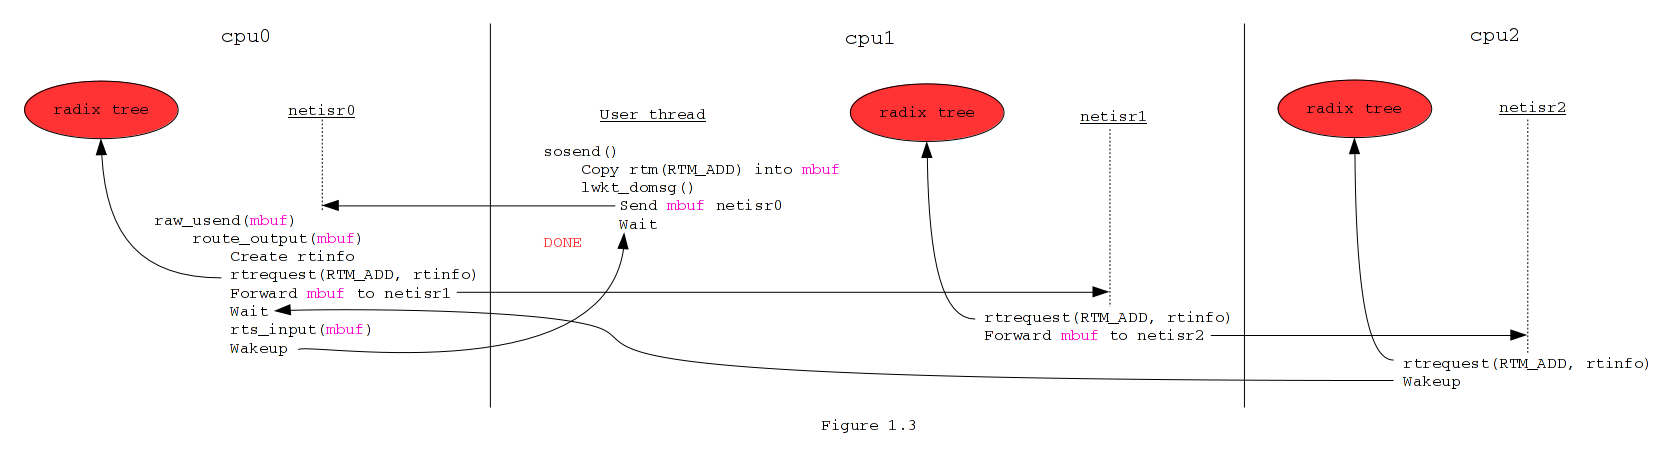 cpu0
cpu1
cpu2
radix tree
netisr0
User thread
radix tree
netisr1
radix tree
netisr2
sosend()
Copy rtm(RTM_ADD) into mbuf
lwkt_domsg()
Send mbuf netisr0
Wait
DONE
raw_usend(mbuf)
route_output(mbuf)
Create rtinfo
rtrequest(RTM_ADD, rtinfo)
Forward mbuf to netisr1
Wait
rts_input(mbuf)
Wakeup
rtrequest(RTM_ADD, rtinfo)
Forward mbuf to netisr2
rtrequest(RTM_ADD, rtinfo)
Wakeup
Figure 1.3